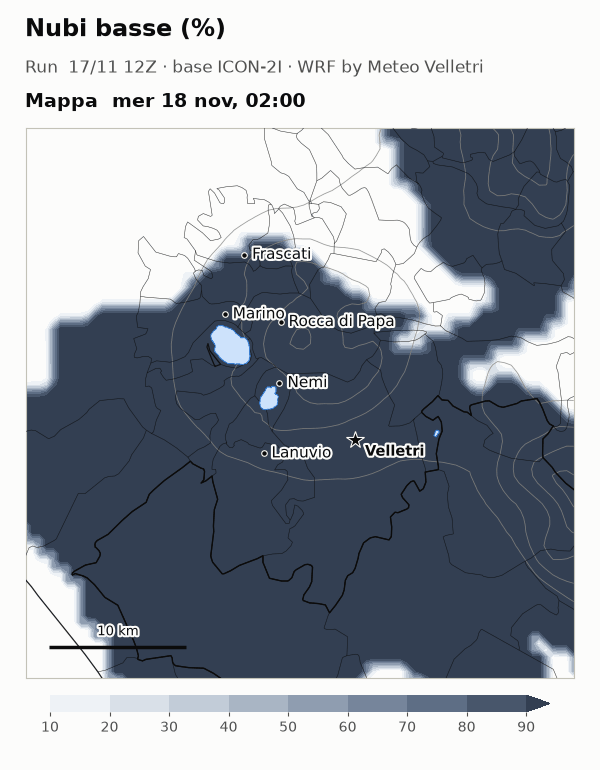 Nubi basse (%)
Run  17/11 12Z · base ICON-2I · WRF by Meteo Velletri
Mappa  mer 18 nov, 02:00
Frascati
Marino
Rocca di Papa
Nemi
Velletri
Lanuvio
10 km
10 20 30 40 50 60 70 80 90